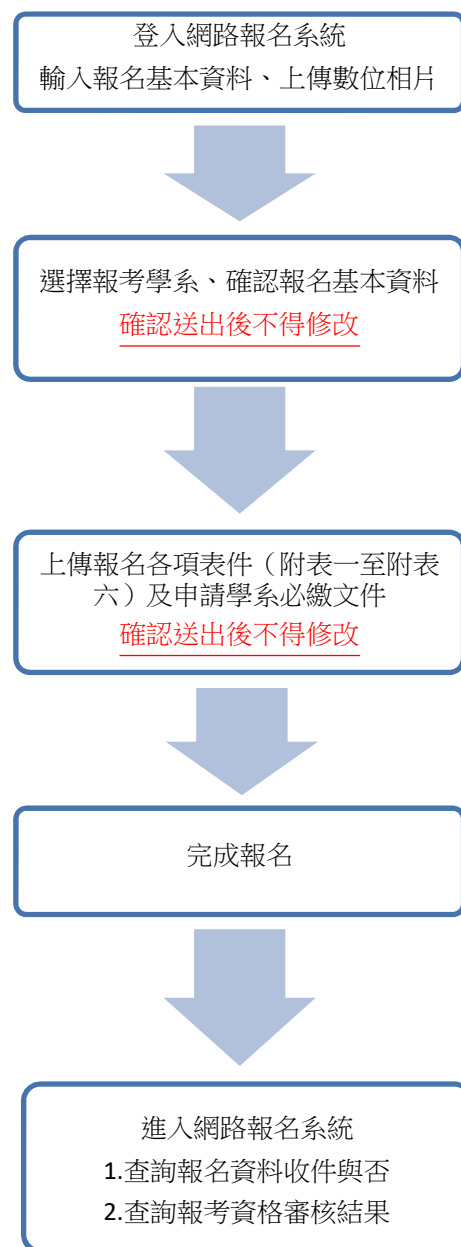 登入網路報名系統
輸入報名基本資料、上傳數位相片
選擇報考學系、確認報名基本資料
確認送出後不得修改
上傳報名各項表件（附表一至附表
六）及申請學系必繳文件
確認送出後不得修改
完成報名
進入網路報名系統
1.查詢報名資料收件與否
2.查詢報考資格審核結果